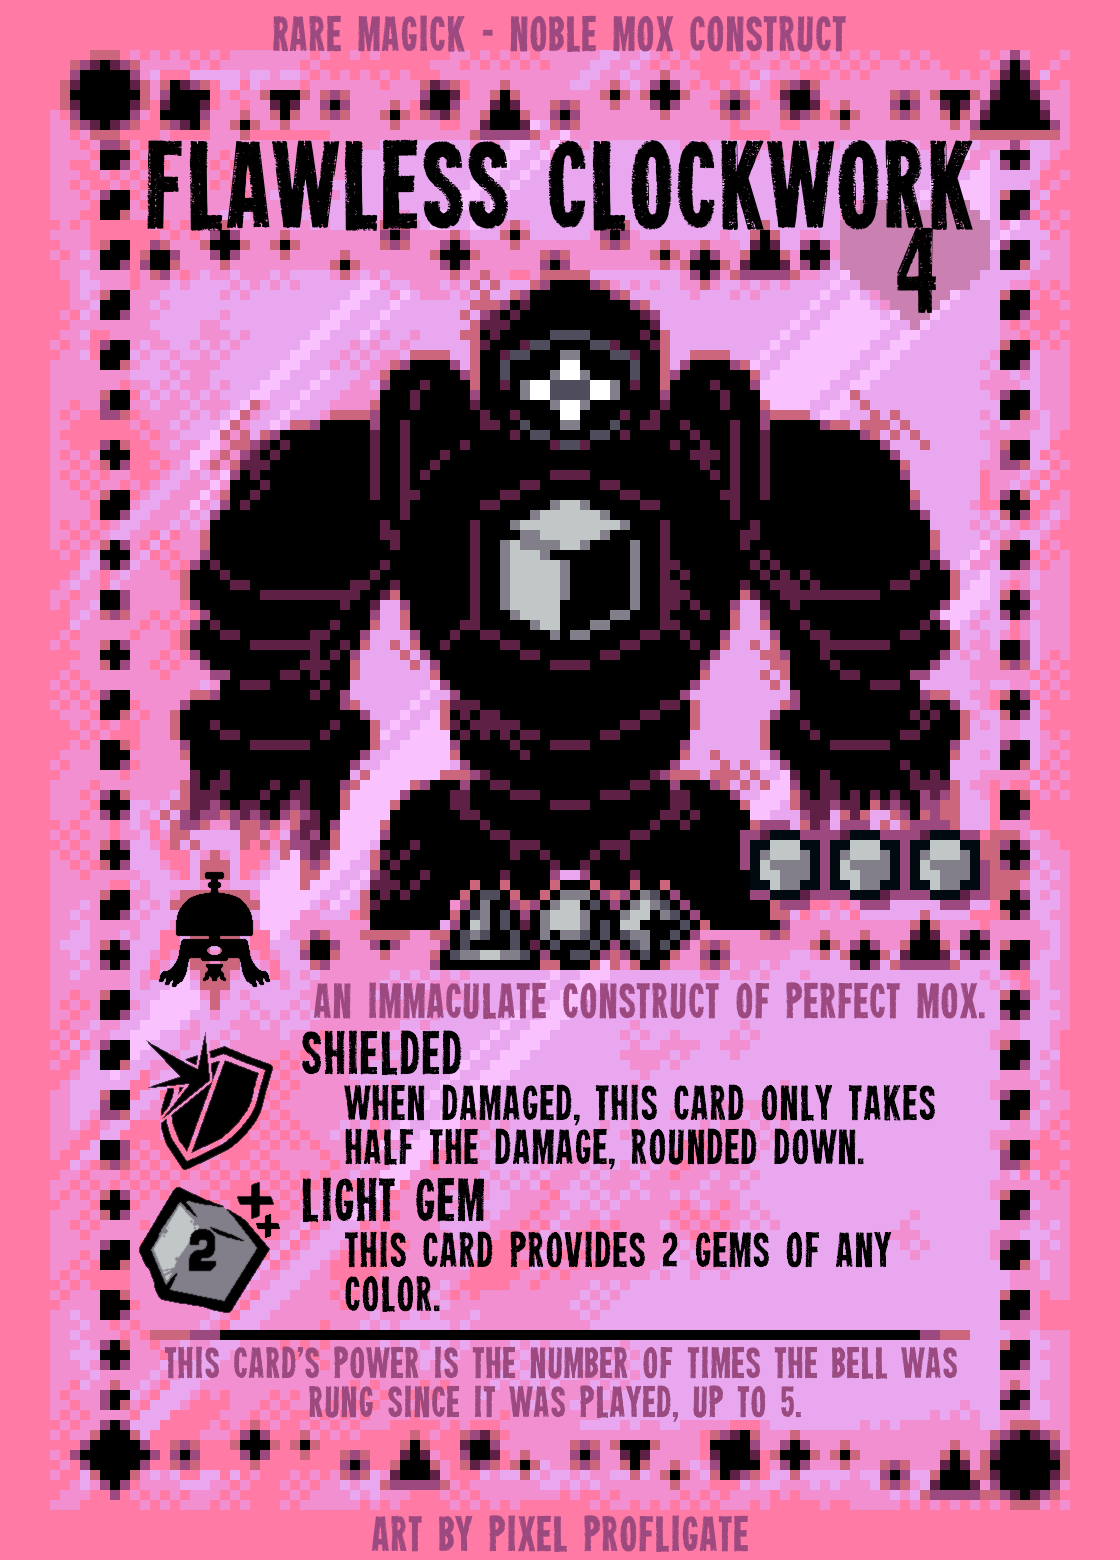 RARE MAGICK - NOBLE MOX CONSTRUCT
FLAWLESS CLOCKWORK
4
AN IMMACULATE CONSTRUCT OF PERFECT MOX.
SHIELDED
WHEN DAMAGED, THIS CARD ONLY TAKES
HALF THE DAMAGE, ROUNDED DOWN.
LIGHT GEM
2
THIS CARD PROVIDES 2 GEMS OF ANY
COLOR.
THIS CARD'S POWER IS THE NUMBER OF TIMES THE BELL WAS
RUNG SINCE IT WAS PLAYED, UP TO 5.
ART BY PIXEL PROFLIGATE